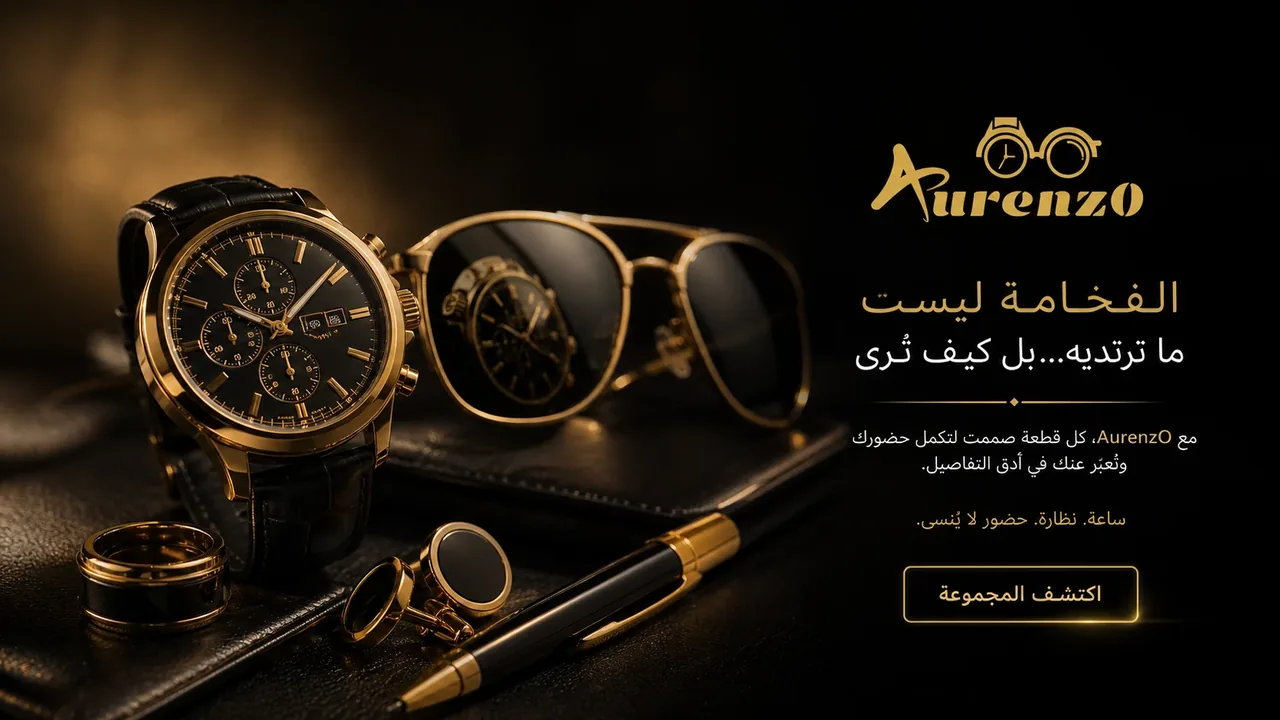 AurenzO
الفخامة ليست
ما ترتديه...بل كيف تُرى
مع AurenzO، كل قطعة صممت لتكمل حضورك
وتُعبّر عنك في أدق التفاصيل.
ساعة. نظارة. حضور لا يُنسى.
اكتشف المجموعة